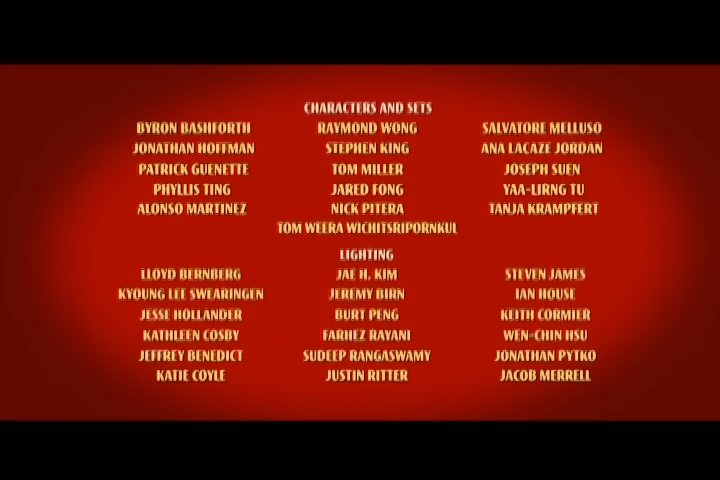 CHARACTERS AND SETS
BYRON BASHFORTH RAYMOND WONG SALVATORE MELLUSO
JONATHAN HOFFMAN STEPHEN KING ANA LACAZE JORDAN
PATRICK GUENETTE TOM MILLER JOSEPH SUEN
PHYLLIS TING JARED FONG YAA-LIRNG TU
ALONSO MARTINEZ NICK PITERA TANJA KRAMPFERT
TOM WEERA WICHITSRIPORNKUL
LIGHTING
LLOYD BERNBERG JAE H. KIM STEVEN JAMES
KYOUNG LEE SWEARINGEN JEREMY BIRN IAN HOUSE
JESSE HOLLANDER BURT PENG KEITH CORMIER
KATHLEEN COSBY FARHEZ RAYANI WEN-CHIN HSU
JEFFREY BENEDICT SUDEEP RANGASWAMY JONATHAN PYTKO
KATIE COYLE JUSTIN RITTER JACOB MERRELL